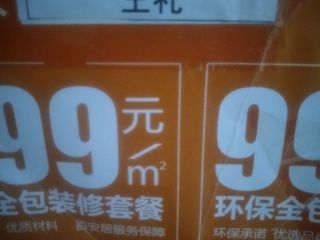 99元/m²
全包装修套餐
优质材料 百安居服务保障
99
环保全包
环保承诺 优选品